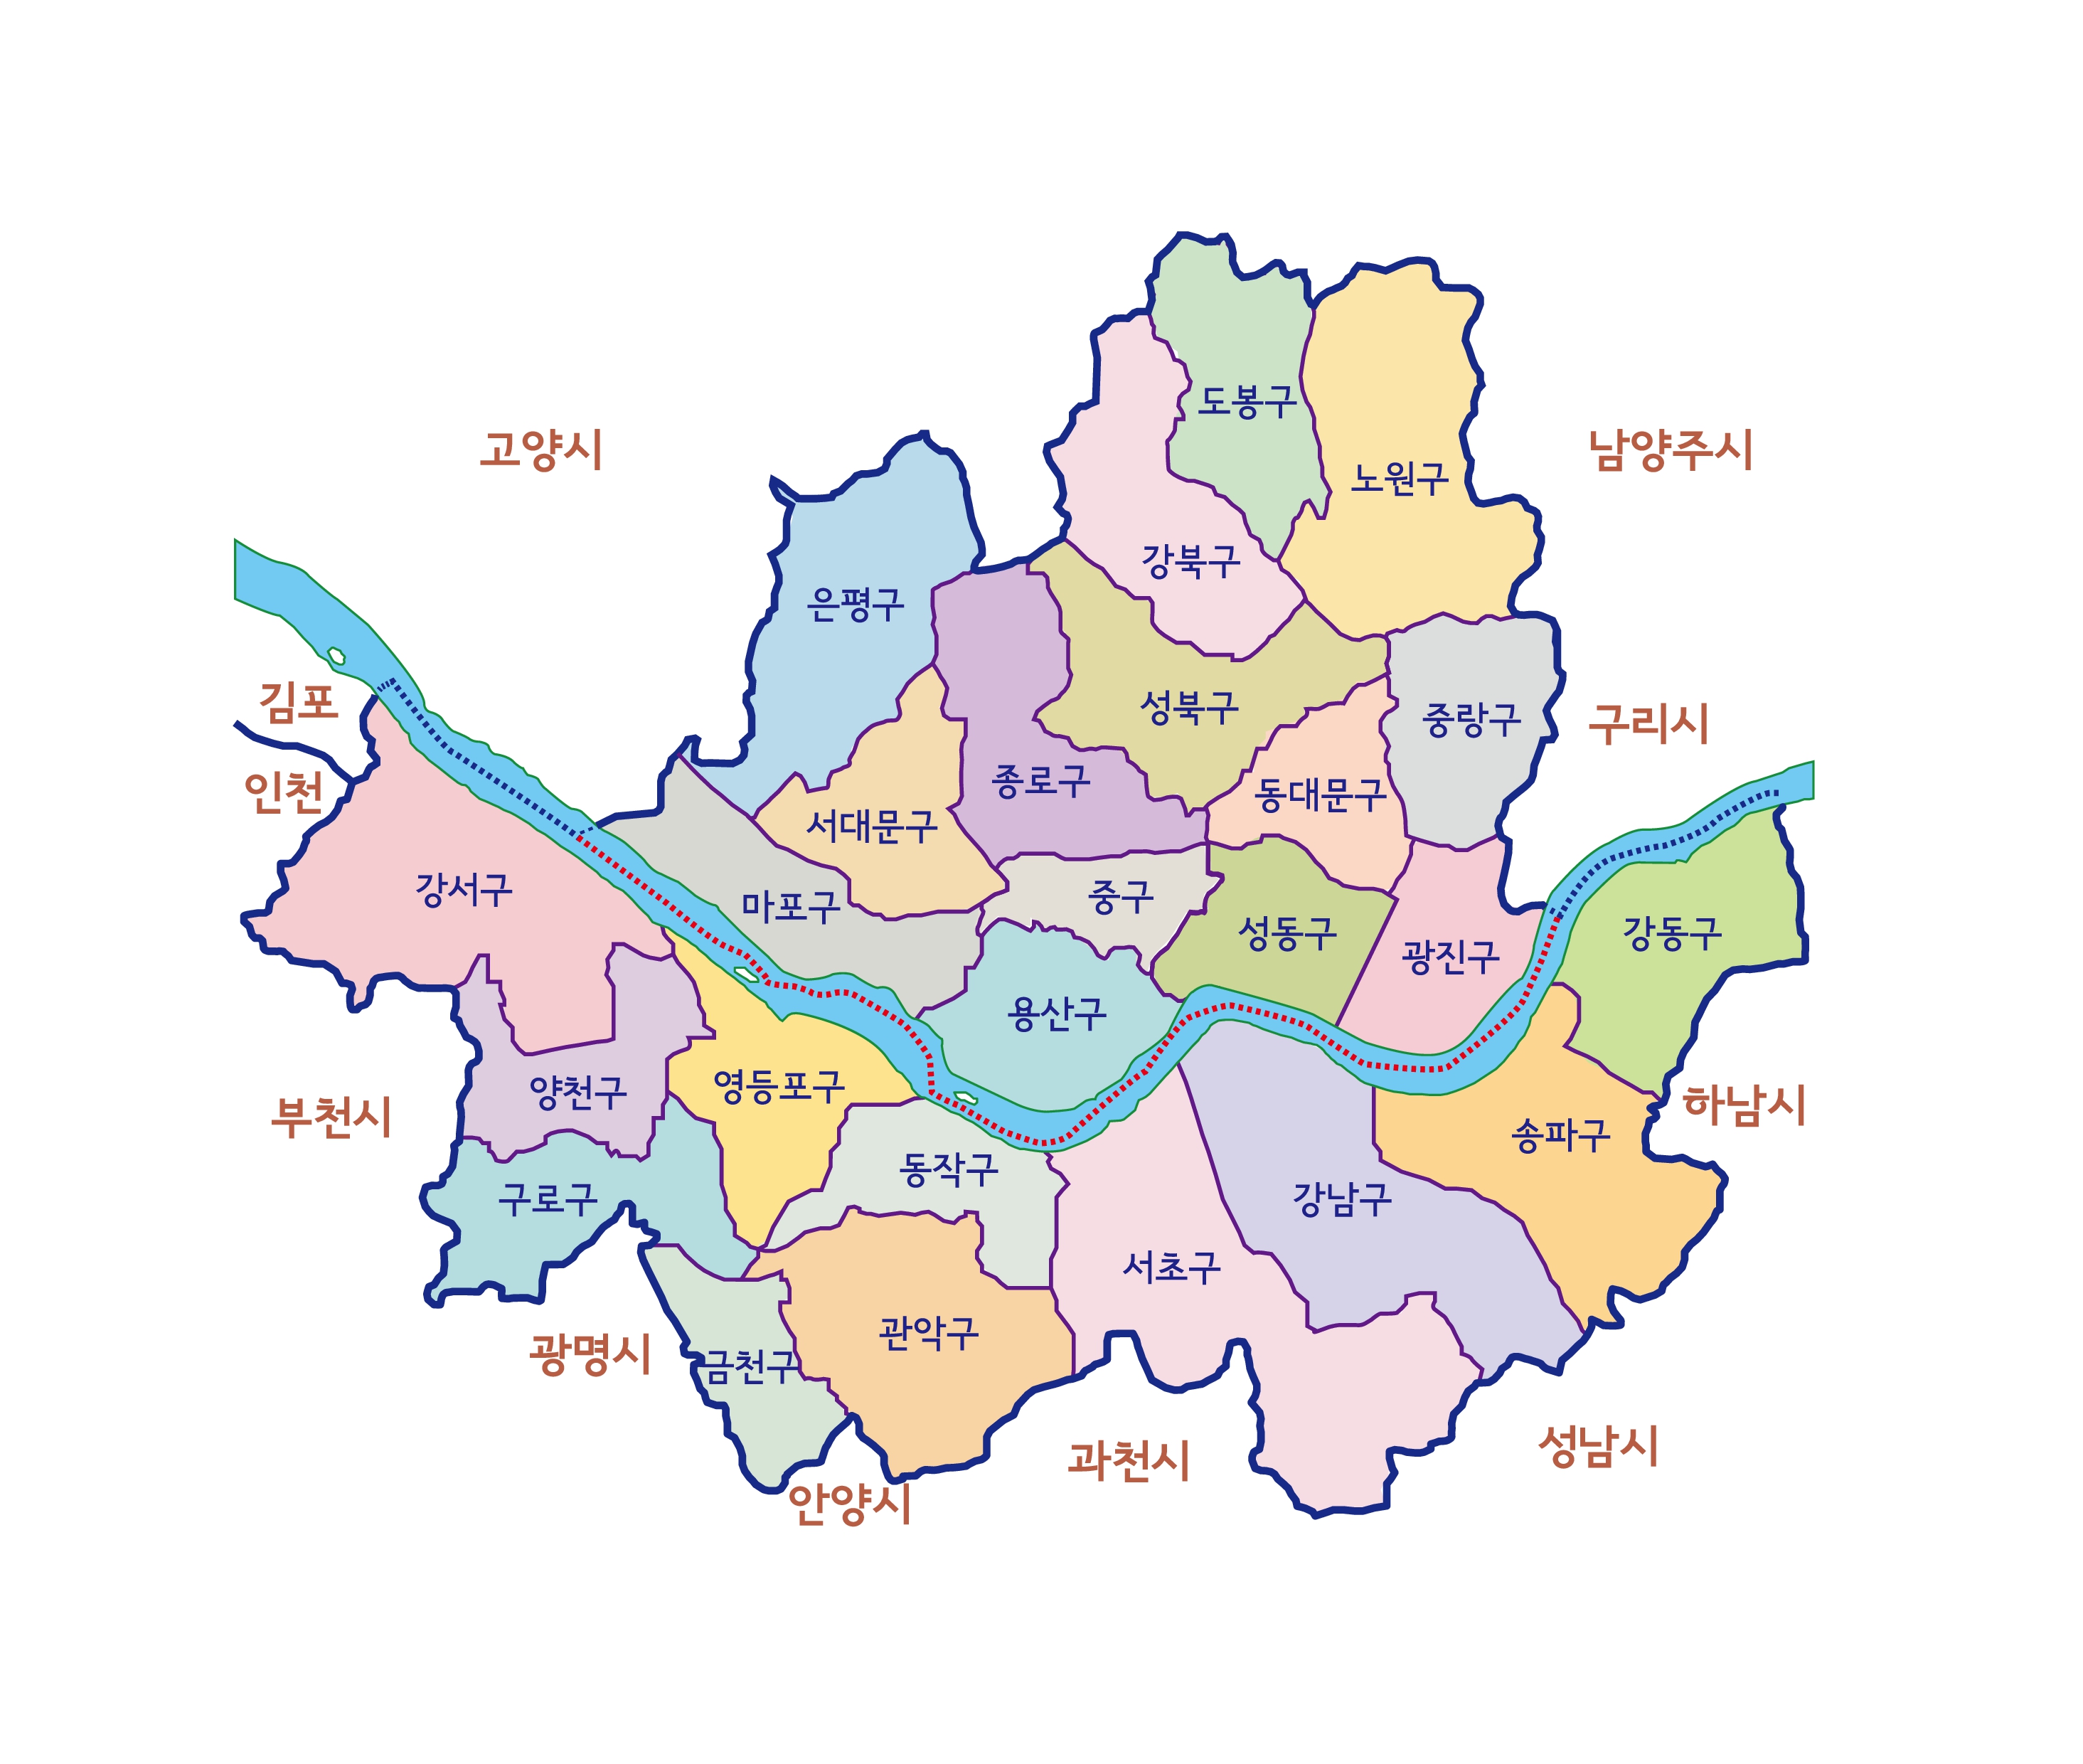 도봉구
고양시
남양주시
노원구
강북구
은평구
김포
성북구
중랑구
구리시
인천
종로구
동대문구
서대문구
강서구
마포구
중구
성동구
강동구
광진구
용산구
양천구
영등포구
부천시
하남시
송파구
동작구
구로구
강남구
서초구
관악구
광명시
금천구
성남시
과천시
안양시